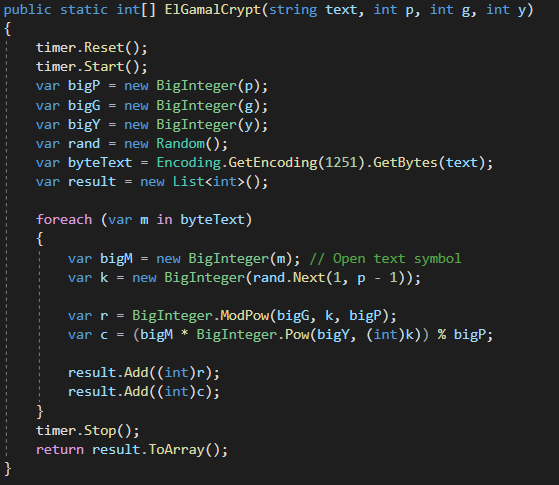 public static int[] ElGamalCrypt(string text, int p, int g, int y)
{
    timer.Reset();
    timer.Start();
    var bigP = new BigInteger(p);
    var bigG = new BigInteger(g);
    var bigY = new BigInteger(y);
    var rand = new Random();
    var byteText = Encoding.GetEncoding(1251).GetBytes(text);
    var result = new List<int>();

    foreach (var m in byteText)
    {
        var bigM = new BigInteger(m); // Open text symbol
        var k = new BigInteger(rand.Next(1, p - 1));

        var r = BigInteger.ModPow(bigG, k, bigP);
        var c = (bigM * BigInteger.Pow(bigY, (int)k)) % bigP;

        result.Add((int)r);
        result.Add((int)c);
    }
    timer.Stop();
    return result.ToArray();
}